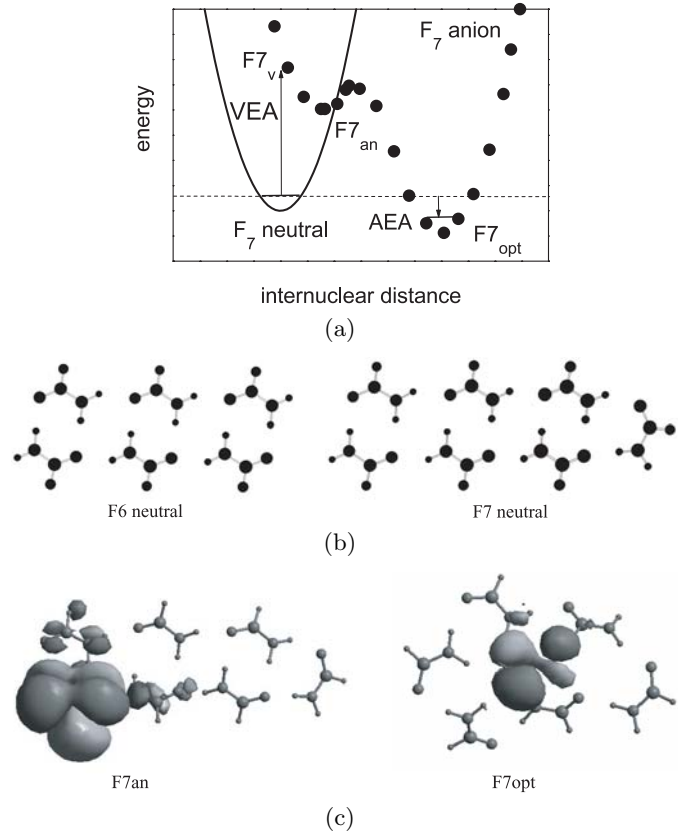 F7v
F7 anion
VEA
F7an
energy
F7 neutral
AEA
F7opt
internuclear distance
(a)
F6 neutral
F7 neutral
(b)
F7an
F7opt
(c)